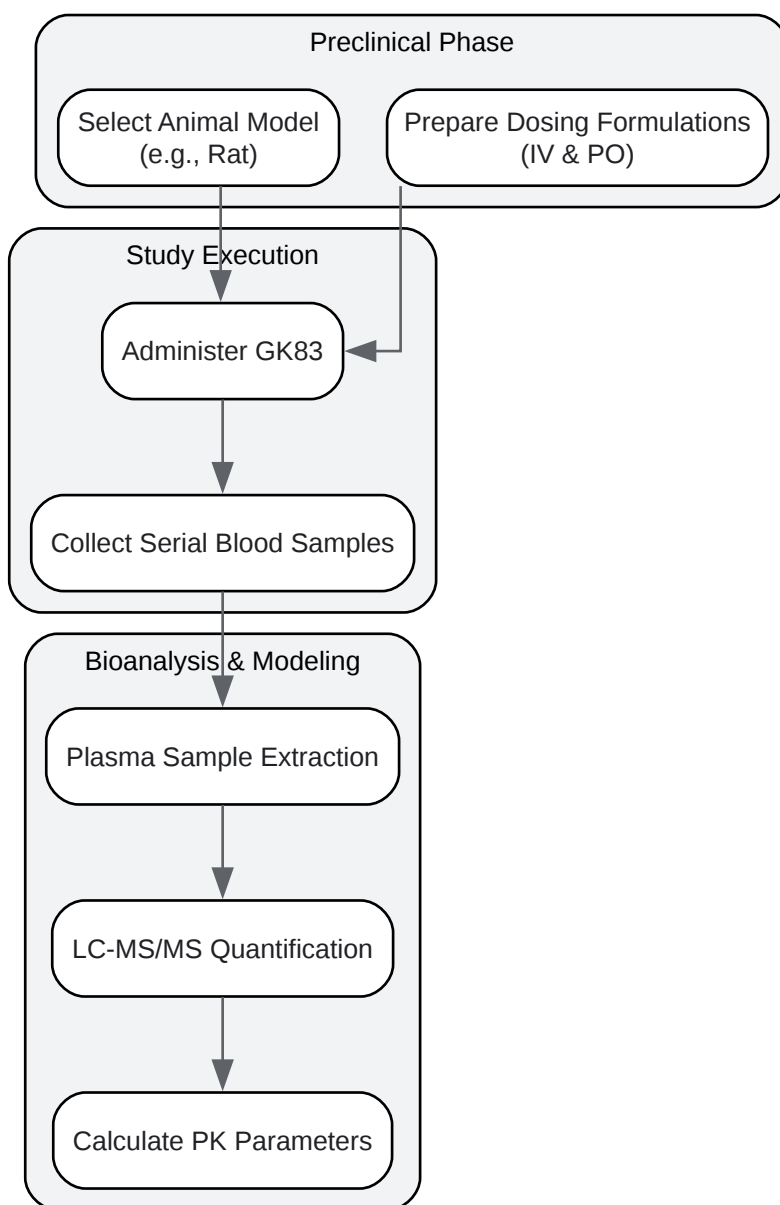 Preclinical Phase
Select Animal Model
(e.g., Rat)
Prepare Dosing Formulations
(IV & PO)
Study Execution
Administer GK83
Collect Serial Blood Samples
Bioanalysis & Modeling
Plasma Sample Extraction
LC-MS/MS Quantification
Calculate PK Parameters